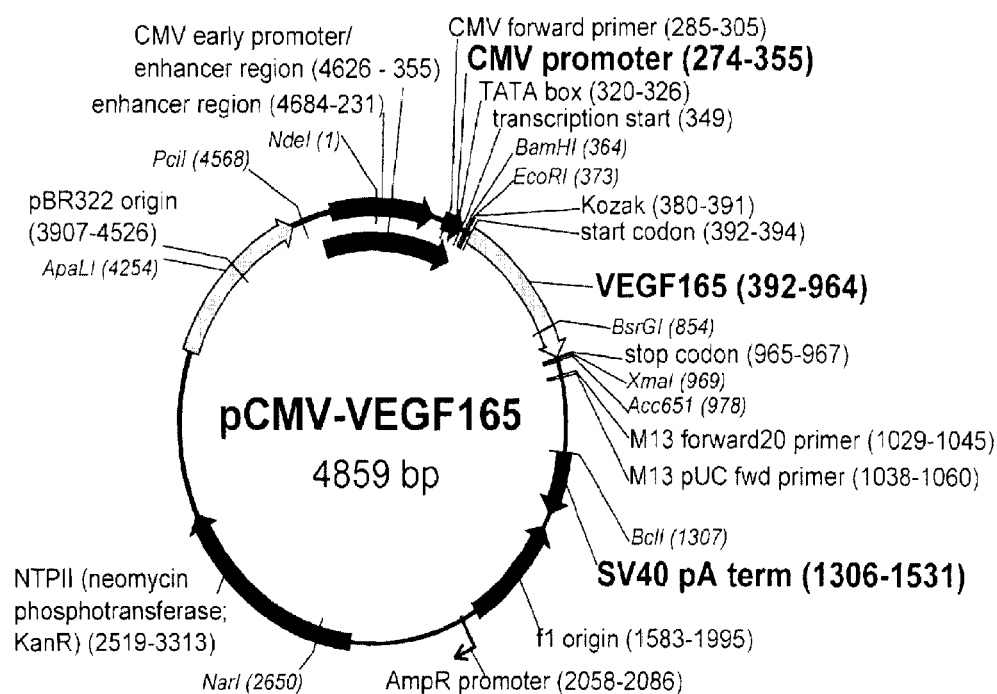 CMV early promoter/
enhancer region (4626 - 355)
enhancer region (4684-231)
NdeI (1)
PciI (4568)
pBR322 origin
(3907-4526)
ApaLI (4254)
CMV forward primer (285-305)
CMV promoter (274-355)
TATA box (320-326)
transcription start (349)
BamHI (364)
EcoRI (373)
Kozak (380-391)
start codon (392-394)
VEGF165 (392-964)
BsrGI (854)
stop codon (965-967)
XmaI (969)
Acc651 (978)
M13 forward20 primer (1029-1045)
M13 pUC fwd primer (1038-1060)
BclI (1307)
SV40 pA term (1306-1531)
f1 origin (1583-1995)
AmpR promoter (2058-2086)
NarI (2650)
NTPII (neomycin
phosphotransferase;
KanR) (2519-3313)
pCMV-VEGF165
4859 bp